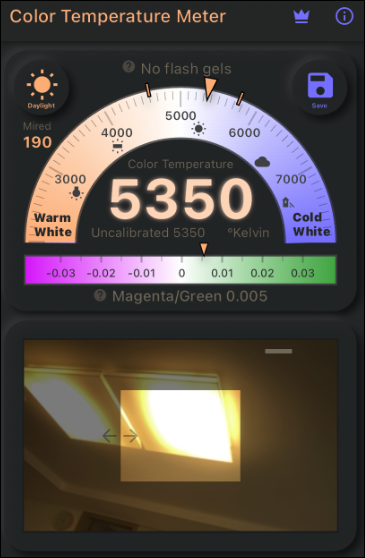 Color Temperature Meter
No flash gels
Daylight
Save
Mired
190
3000
4000
5000
6000
7000
Color Temperature
5350
Warm
White
Uncalibrated 5350 °Kelvin
Cold
White
-0.03 -0.02 -0.01 0 0.01 0.02 0.03
Magenta/Green 0.005